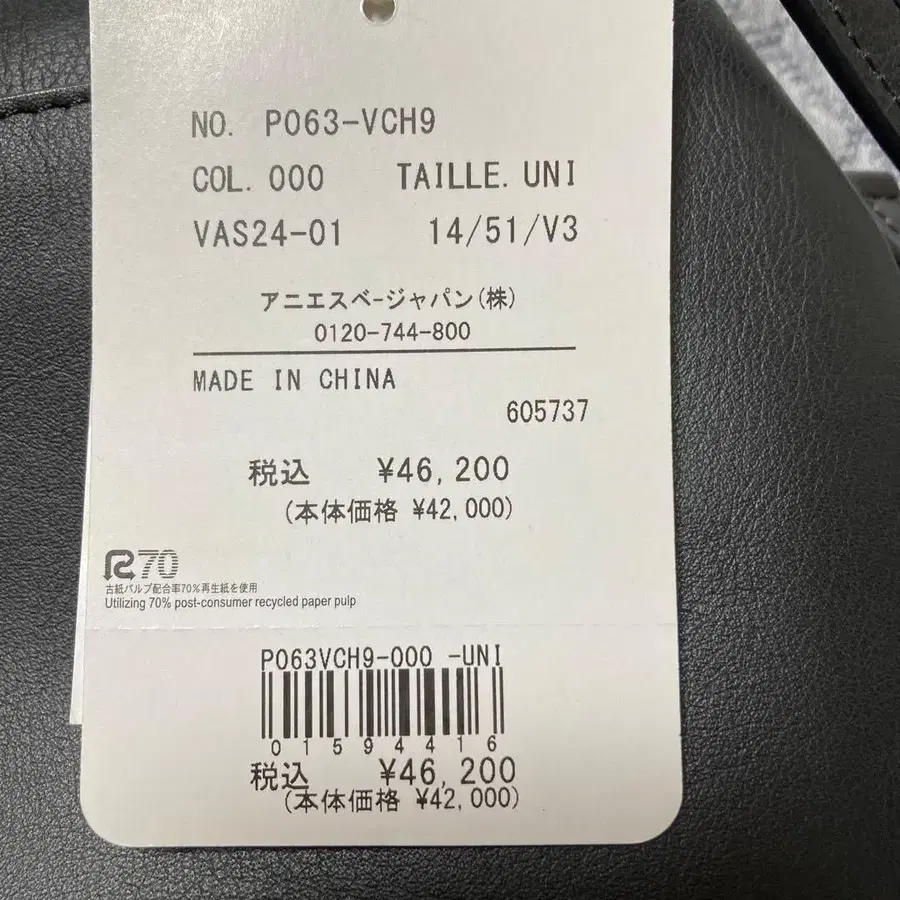 NO. P063-VCH9
COL. 000 TAILLE. UNI
VAS24-01 14/51/V3
アニエスベージャパン(株)
0120-744-800
MADE IN CHINA
605737
税込 ¥46,200
(本体価格 ¥42,000)
R70
古紙パルプ配合率70%再生紙を使用
Utilizing 70% post-consumer recycled paper pulp
P063VCH9-000 -UNI
01594416
税込 ¥46,200
(本体価格 ¥42,000)